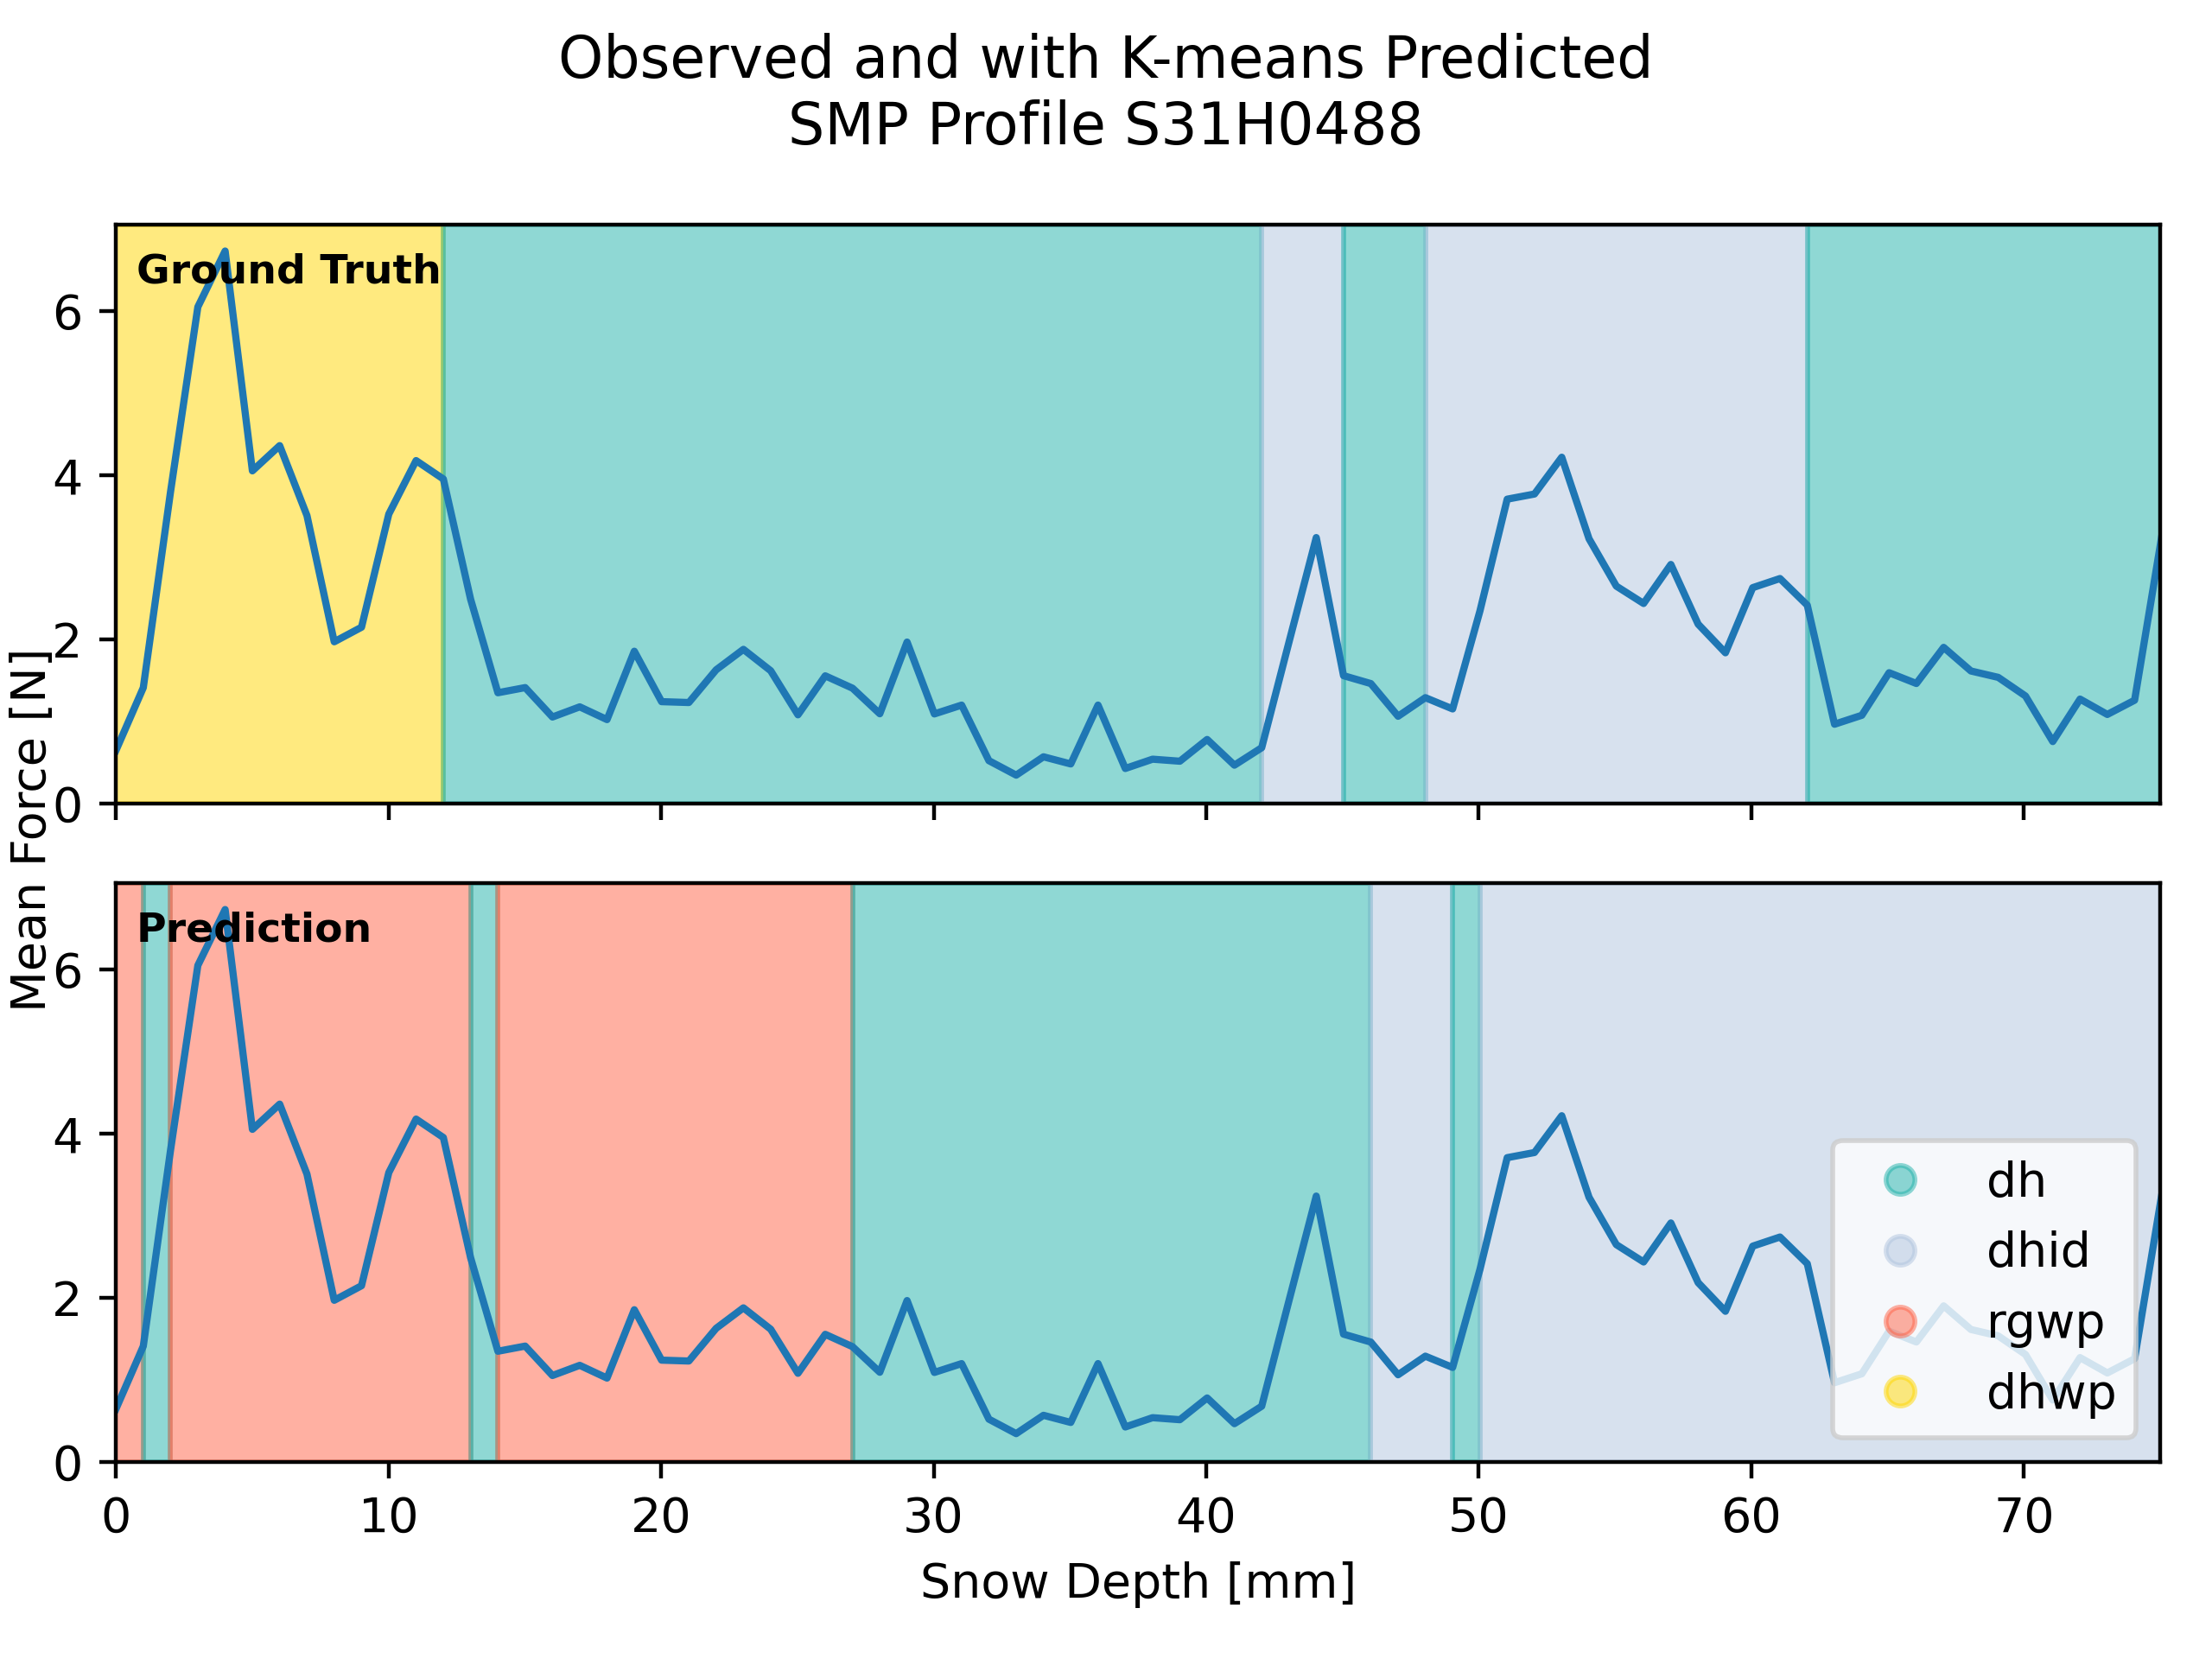 Observed and with K-means Predicted
SMP Profile S31H0488
Mean Force [N]
Ground Truth
6
4
2
0
Prediction
6
4
2
0
dh
dhid
rgwp
dhwp
0 10 20 30 40 50 60 70
Snow Depth [mm]